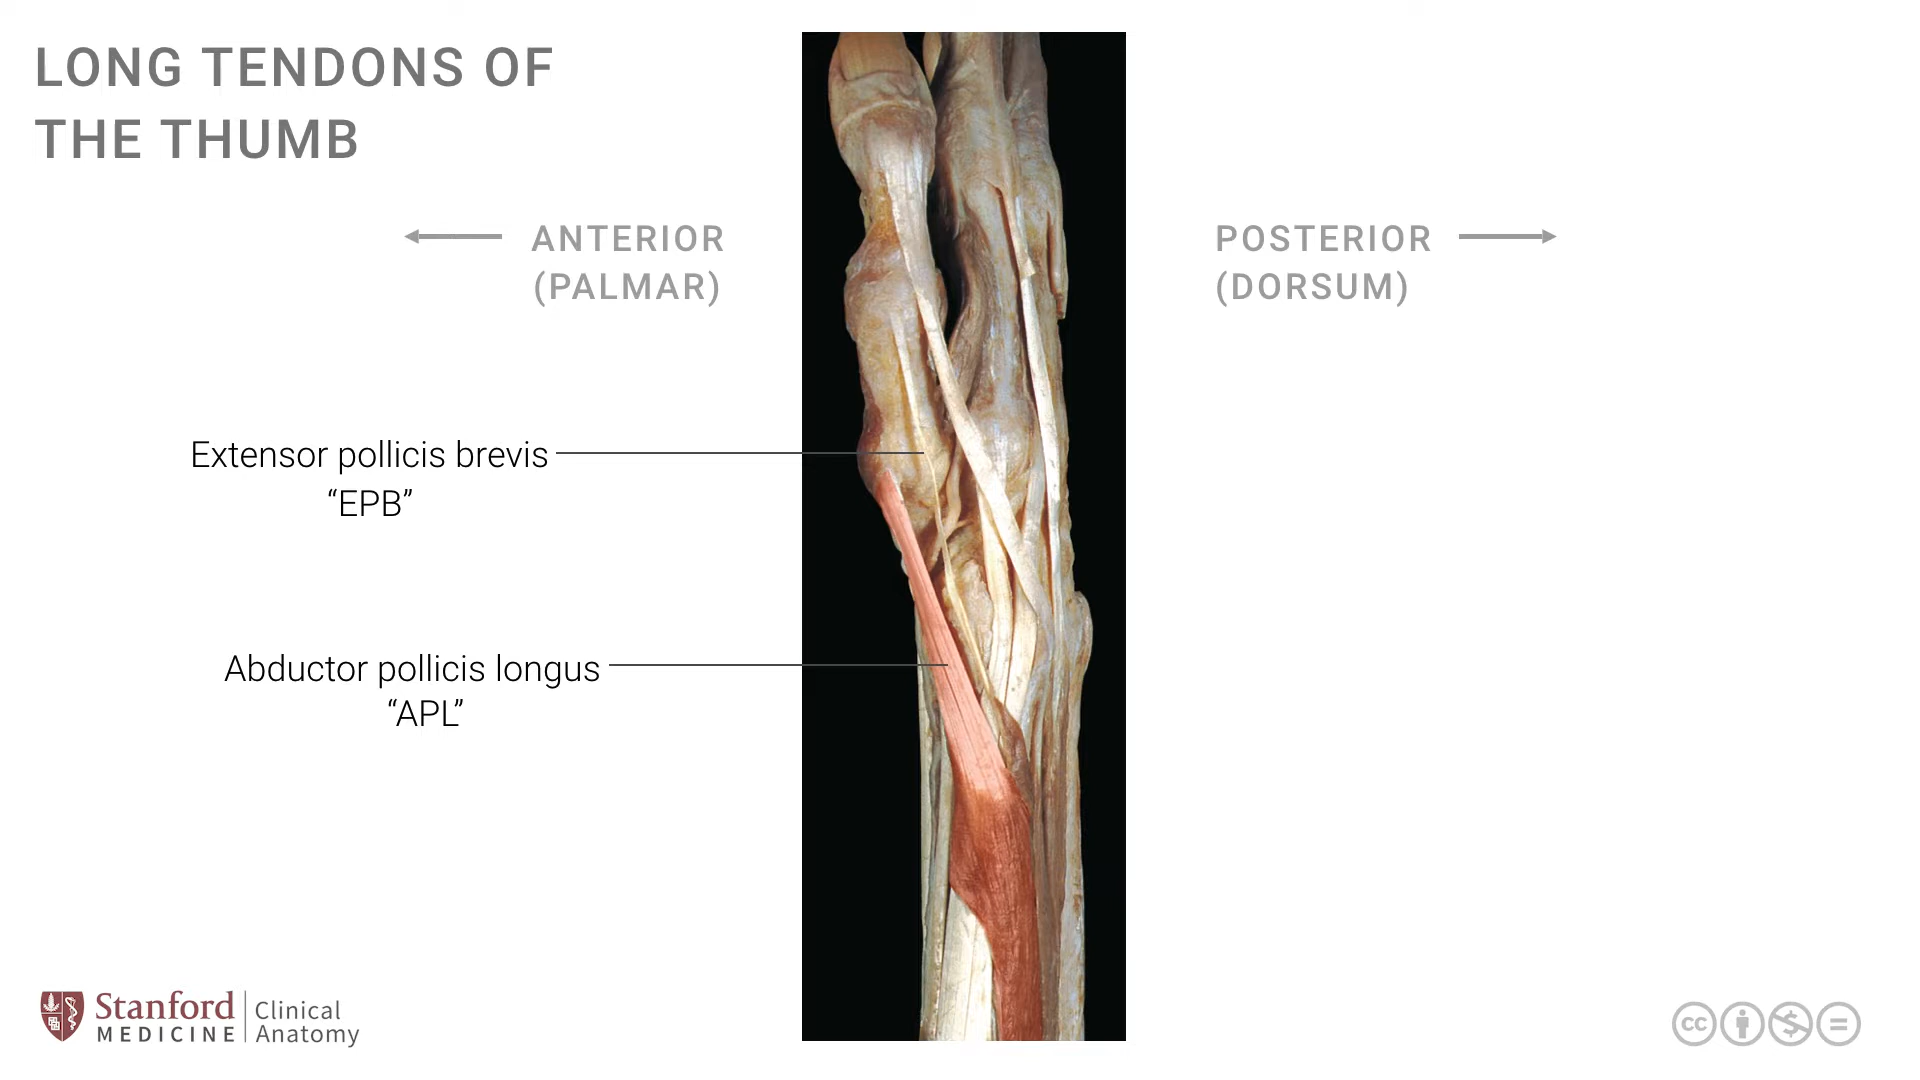 LONG TENDONS OF
THE THUMB
ANTERIOR
(PALMAR)
POSTERIOR
(DORSUM)
Extensor pollicis brevis
“EPB”
Abductor pollicis longus
“APL”
Stanford
MEDICINE
Clinical
Anatomy
cc